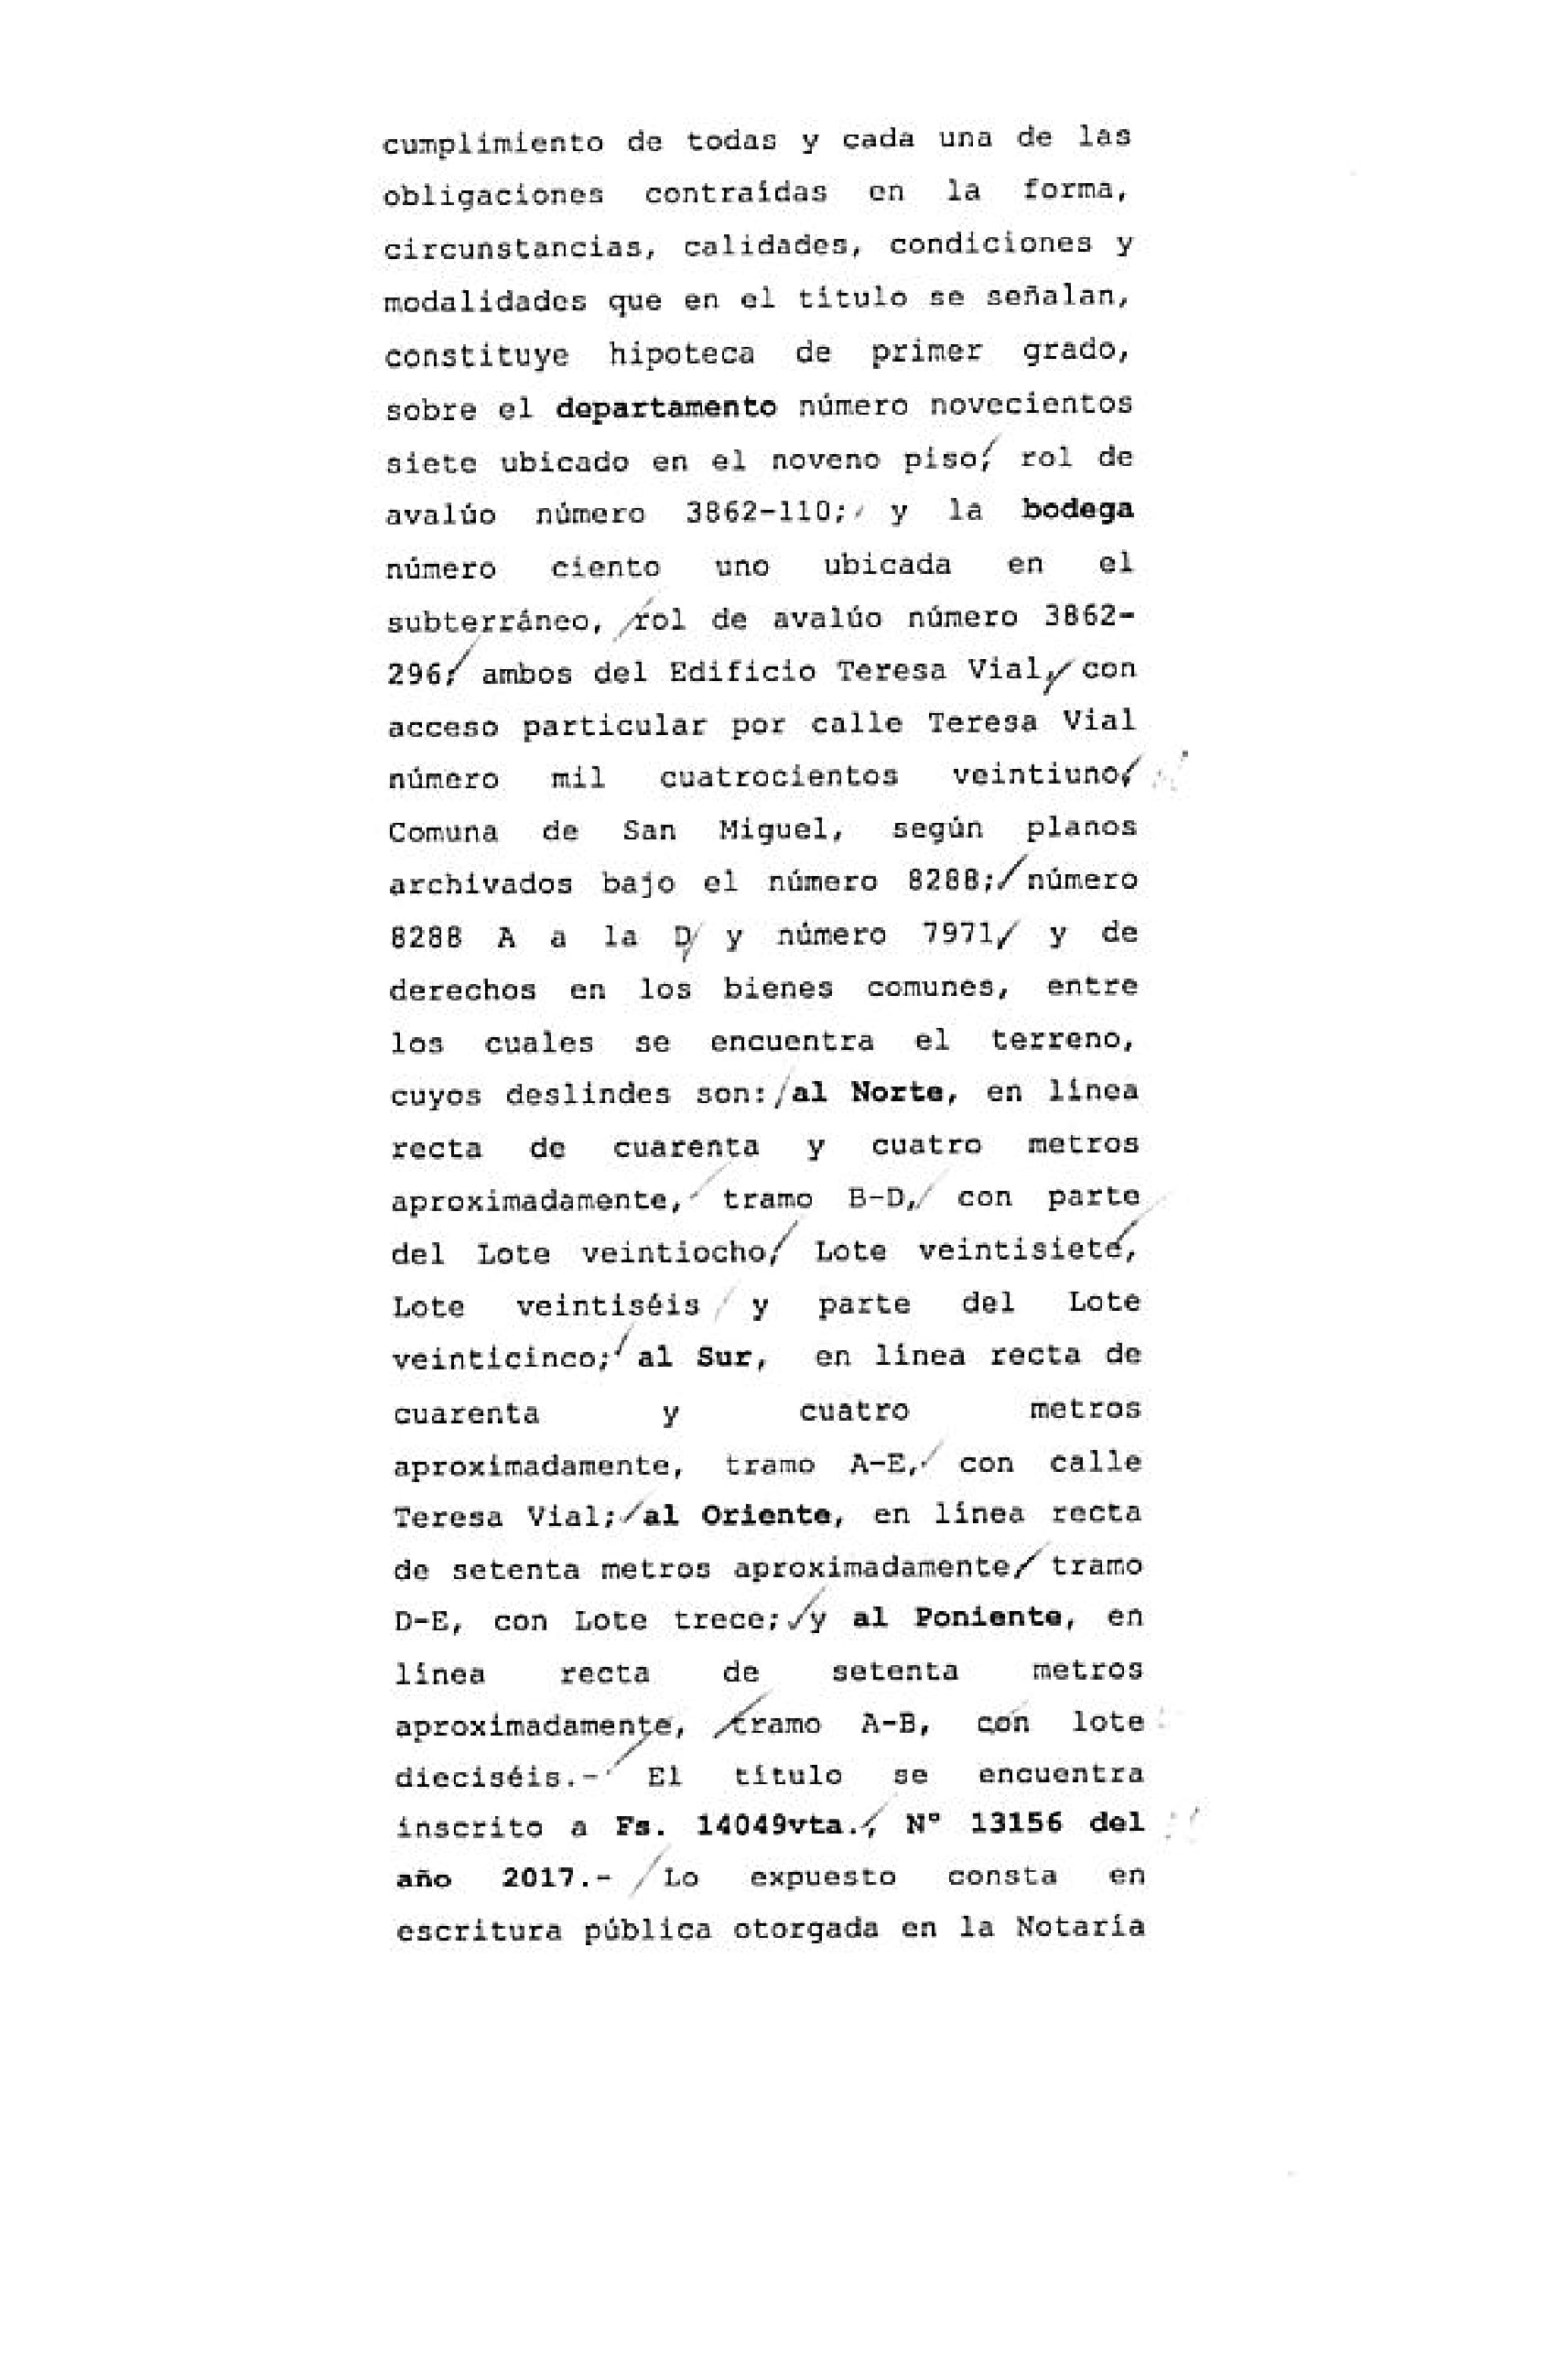 cumplimiento de todas y cada una de las
obligaciones contraídas en la forma,
circunstancias, calidades, condiciones y
modalidades que en el título se señalan,
constituye hipoteca de primer grado,
sobre el departamento número novecientos
siete ubicado en el noveno piso, rol de
avalúo número 3862-110; y la bodega
número ciento uno ubicada en el
subterráneo, rol de avalúo número 3862-
296; ambos del Edificio Teresa Vial, con
acceso particular por calle Teresa Vial
número mil cuatrocientos veintiuno,
Comuna de San Miguel, según planos
archivados bajo el número 8288; número
8288 A a la D, y número 7971, y de
derechos en los bienes comunes, entre
los cuales se encuentra el terreno,
cuyos deslindes son: al Norte, en línea
recta de cuarenta y cuatro metros
aproximadamente, tramo B-D, con parte
del Lote veintiocho, Lote veintisiete,
Lote veintiséis y parte del Lote
veinticinco; al Sur, en línea recta de
cuarenta y cuatro metros
aproximadamente, tramo A-E, con calle
Teresa Vial; al Oriente, en línea recta
de setenta metros aproximadamente, tramo
D-E, con Lote trece; y al Poniente, en
línea recta de setenta metros
aproximadamente, tramo A-B, con lote
dieciséis.- El título se encuentra
inscrito a Fs. 14049vta., Nº 13156 del
año 2017.- Lo expuesto consta en
escritura pública otorgada en la Notaría